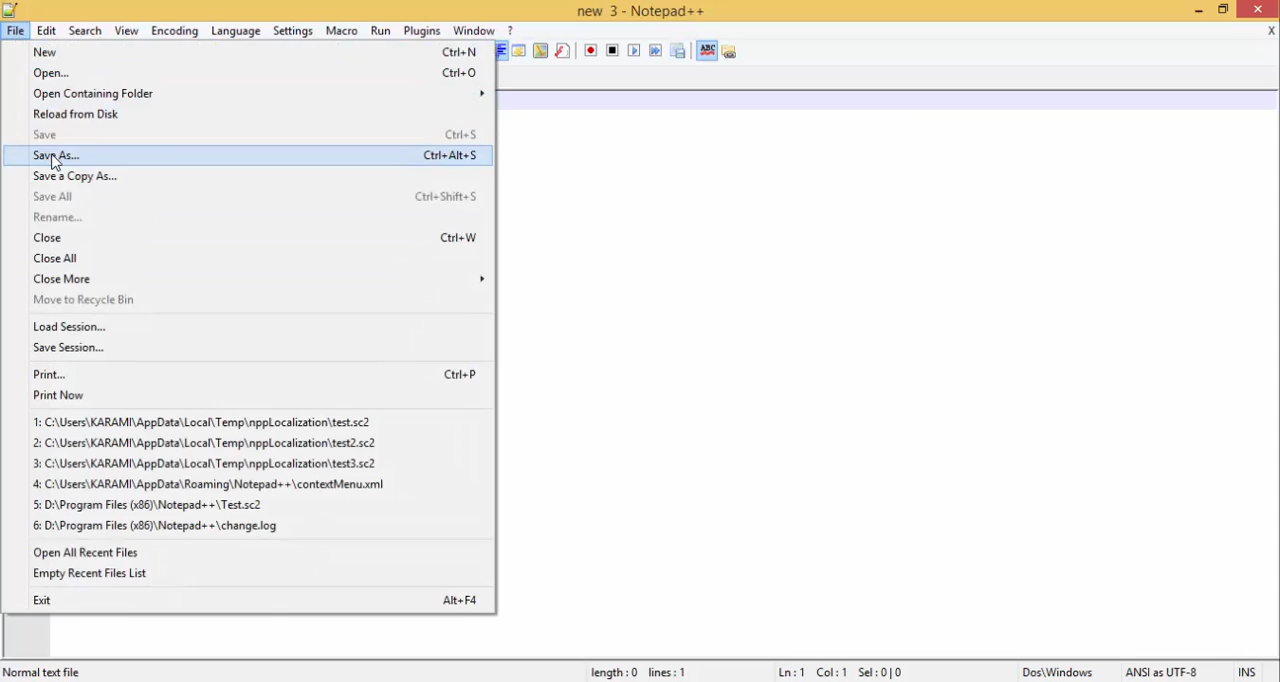 new  3 - Notepad++
File Edit Search View Encoding Language Settings Macro Run Plugins Window ? X
New Ctrl+N
Open... Ctrl+O
Open Containing Folder
Reload from Disk
Save Ctrl+S
Save As... Ctrl+Alt+S
Save a Copy As...
Save All Ctrl+Shift+S
Rename...
Close Ctrl+W
Close All
Close More
Move to Recycle Bin
Load Session...
Save Session...
Print... Ctrl+P
Print Now
1: C:\Users\KARAMI\AppData\Local\Temp\nppLocalization\test.sc2
2: C:\Users\KARAMI\AppData\Local\Temp\nppLocalization\test2.sc2
3: C:\Users\KARAMI\AppData\Local\Temp\nppLocalization\test3.sc2
4: C:\Users\KARAMI\AppData\Roaming\Notepad++\contextMenu.xml
5: D:\Program Files (x86)\Notepad++\Test.sc2
6: D:\Program Files (x86)\Notepad++\change.log
Open All Recent Files
Empty Recent Files List
Exit Alt+F4
Normal text file length : 0 lines : 1 Ln : 1 Col : 1 Sel : 0 | 0 Dos\Windows ANSI as UTF-8 INS
ABC